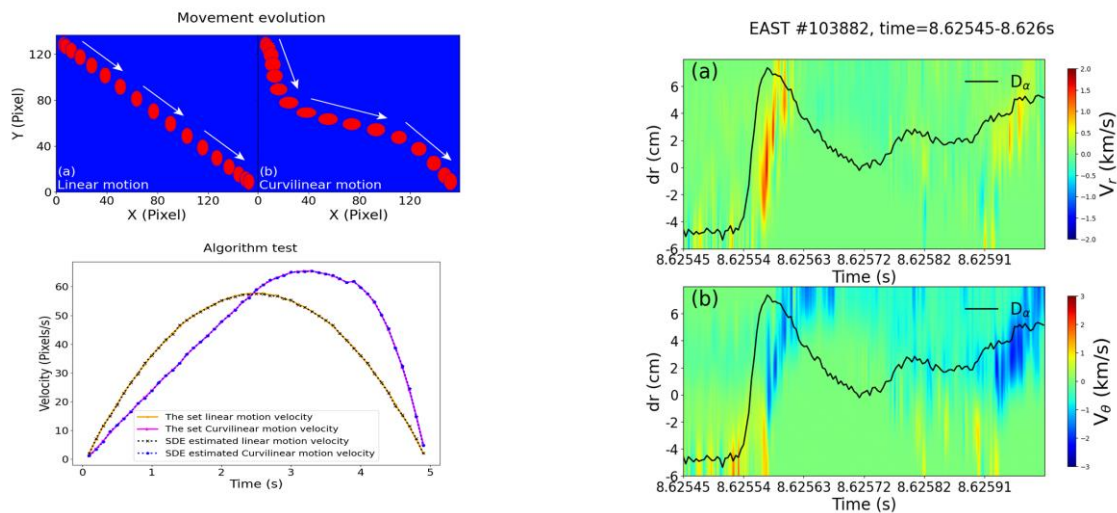 Movement evolution
120
80
40
0
Y (Pixel)
(a)
Linear motion
(b)
Curvilinear motion
0 40 80 120 0 40 80 120
X (Pixel) X (Pixel)
Algorithm test
60
50
40
30
20
10
0
Velocity (Pixels/s)
The set linear motion velocity
The set Curvilinear motion velocity
SDE estimated linear motion velocity
SDE estimated Curvilinear motion velocity
0 1 2 3 4 5
Time (s)
EAST #103882, time=8.62545-8.626s
(a)
Dα
6
4
2
0
-2
-4
-6
dr (cm)
8.62545 8.62554 8.62563 8.62572 8.62582 8.62591
Time (s)
2.0
1.5
1.0
0.5
0.0
−0.5
−1.0
−1.5
−2.0
Vr (km/s)
(b)
Dα
6
4
2
0
-2
-4
-6
dr (cm)
8.62545 8.62554 8.62563 8.62572 8.62582 8.62591
Time (s)
3
2
1
0
−1
−2
−3
Vθ (km/s)